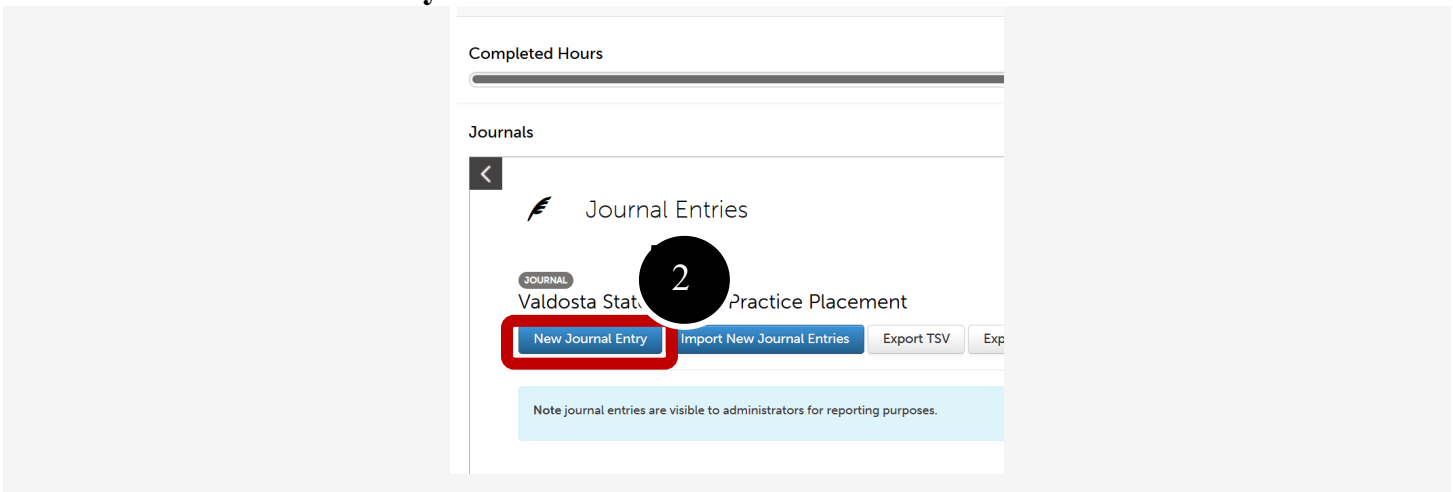 Completed Hours
Journals
Journal Entries
2
JOURNAL
Valdosta Practice Placement
New Journal Entry Import New Journal Entries Export TSV
Note journal entries are visible to administrators for reporting purposes.